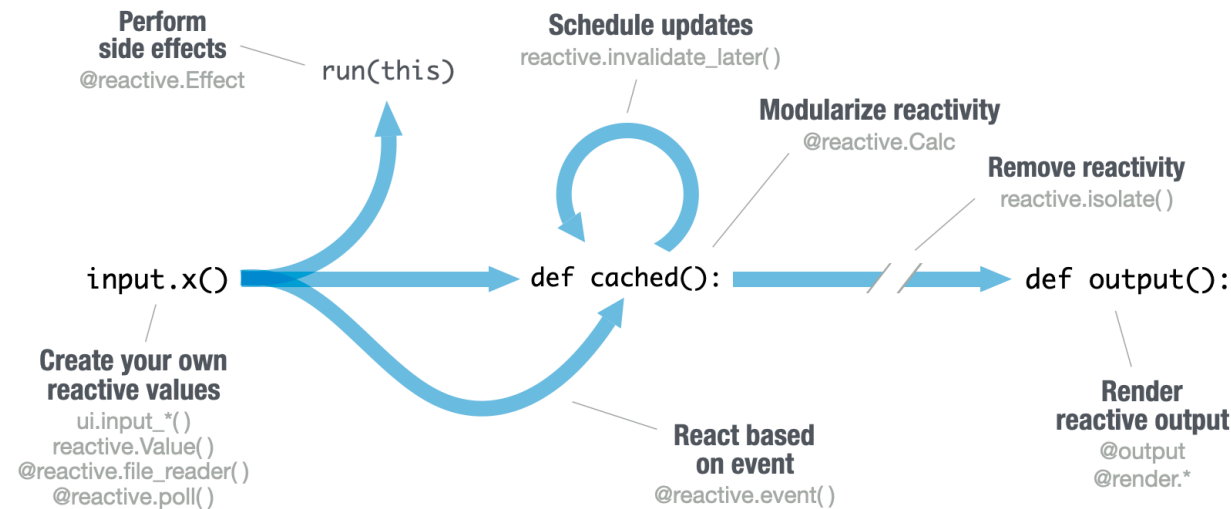 Perform
side effects
@reactive.Effect
run(this)
Schedule updates
reactive.invalidate_later()
Modularize reactivity
@reactive.Calc
Remove reactivity
reactive.isolate()
input.x()
def cached():
def output():
Create your own
reactive values
ui.input_*()
reactive.Value()
@reactive.file_reader()
@reactive.poll()
React based
on event
@reactive.event()
Render
reactive output
@output
@render.*